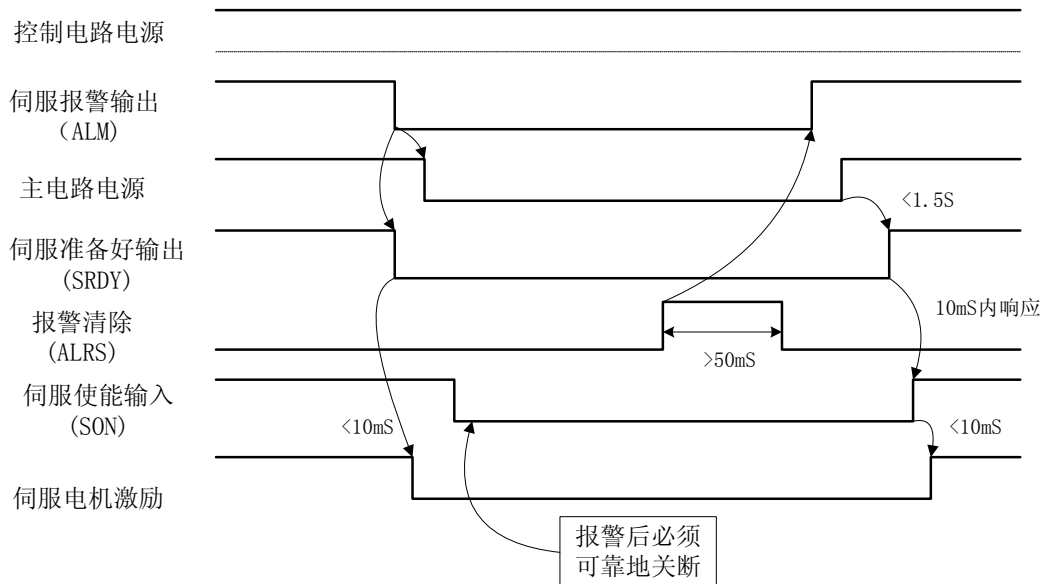 控制电路电源
伺服报警输出
(ALM)
主电路电源
<1.5S
伺服准备好输出
(SRDY)
报警清除
(ALRS)
10mS内响应
>50mS
伺服使能输入
(SON)
<10mS
<10mS
伺服电机激励
报警后必须
可靠地关断